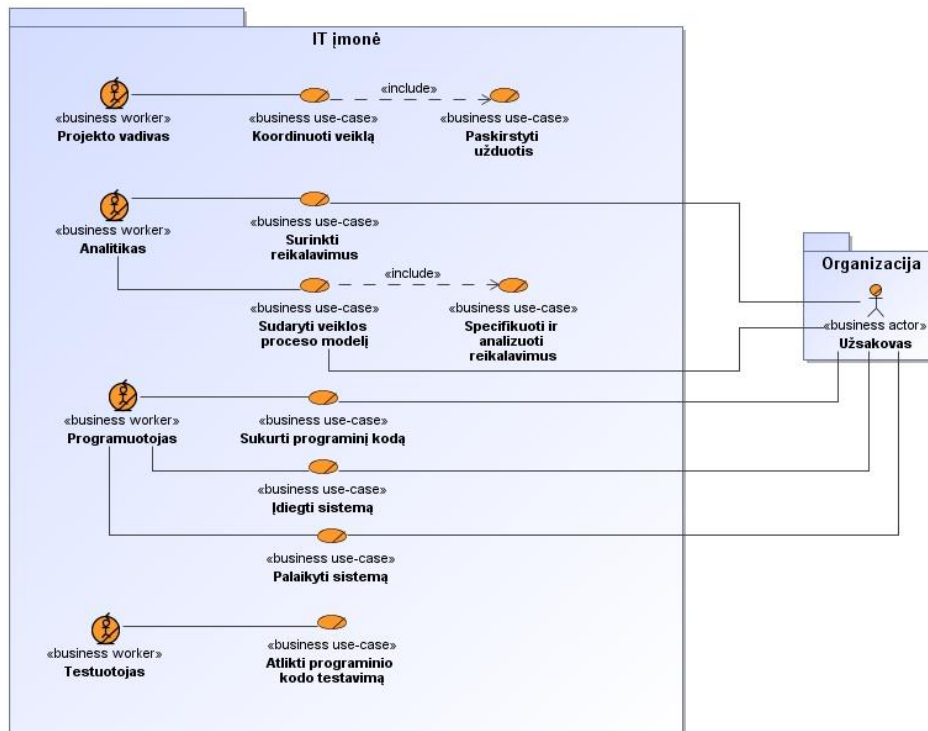 IT įmonė
«include»
«business worker»
Projekto vadivas
«business use-case»
Koordinuoti veiklą
«business use-case»
Paskirstyti
užduotis
«business worker»
Analitikas
«business use-case»
Surinkti
reikalavimus
«include»
«business use-case»
Sudaryti veiklos
proceso modelį
«business use-case»
Specifikuoti ir
analizuoti
reikalavimus
Organizacija
«business actor»
Užsakovas
«business worker»
Programuotojas
«business use-case»
Sukurti programinį kodą
«business use-case»
Įdiegti sistemą
«business use-case»
Palaikyti sistemą
«business worker»
Testuotojas
«business use-case»
Atlikti programinio
kodo testavimą